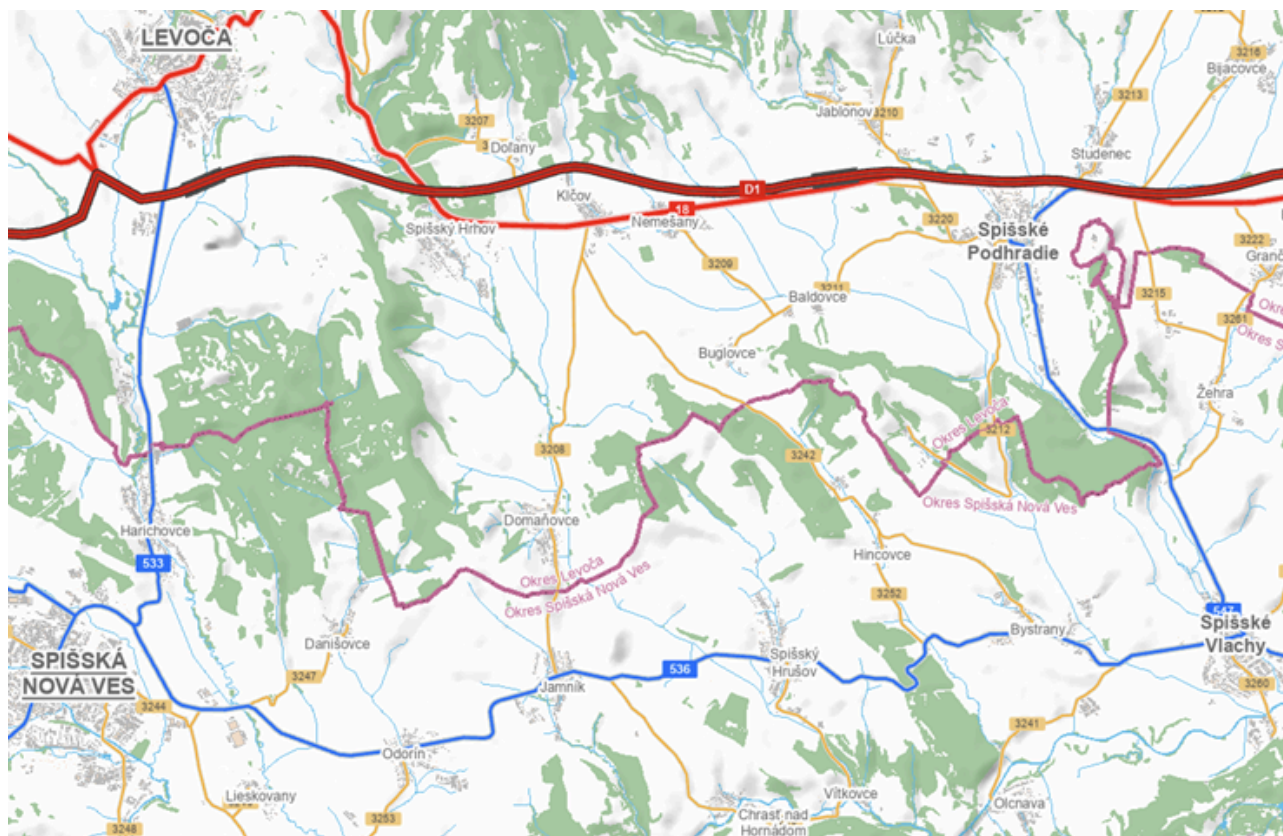 LEVOČA
Lúčka
3216
Bijacovce
3213
3207
Doľany
Jablonov
3210
Studenec
D1
Klčov
18
Nemešany
Spišský Hrhov
3220
Spišské
Podhradie
3222
3209
3211
Baldovce
3215
3261
Buglovce
Žehra
Okres Levoča
3212
3208
3242
Okres Spišská Nová Ves
Domaňovce
Harichovce
533
Hincovce
Okres Levoča
Okres Spišská Nová Ves
3252
547
Spišské
Vlachy
Bystrany
Danišovce
SPIŠSKÁ
NOVÁ VES
Spišský
Hrušov
536
3247
Jamník
3260
3244
3241
Odorín
Lieskovany
Vítkovce
Olcnava
3253
3248
Chrasť nad
Hornádom